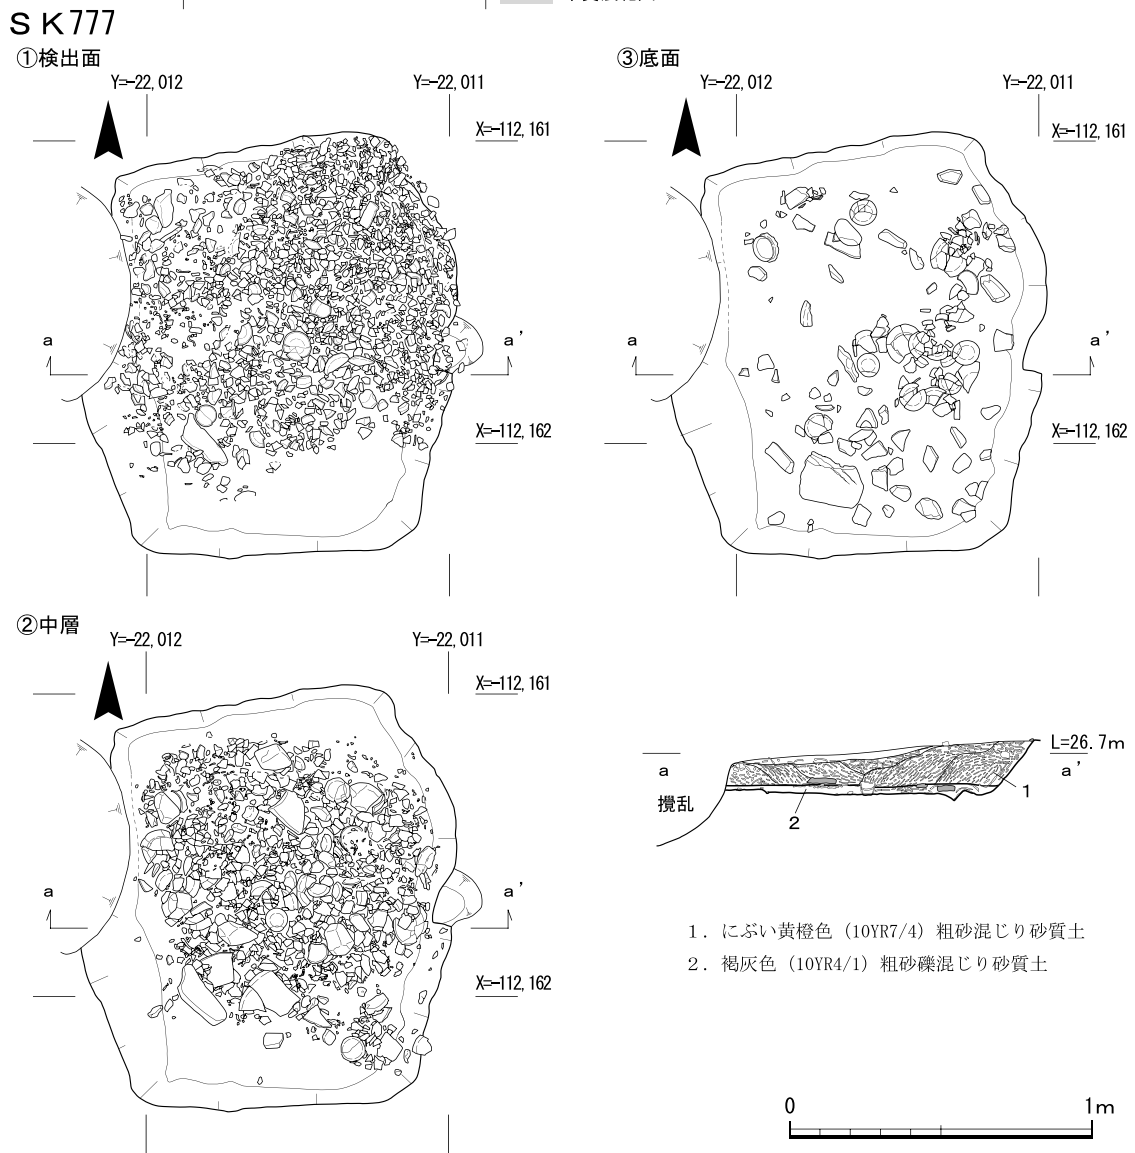 ＳＫ777
①検出面
Y=-22,012
Y=-22,011
X=-112,161
a
a’
X=-112,162
③底面
Y=-22,012
Y=-22,011
X=-112,161
a
a’
X=-112,162
②中層
Y=-22,012
Y=-22,011
X=-112,161
a
a’
X=-112,162
L=26.7m
a
a’
攪乱
1
2
１．にぶい黄橙色（10YR7/4）粗砂混じり砂質土
２．褐灰色（10YR4/1）粗砂礫混じり砂質土
0
1m